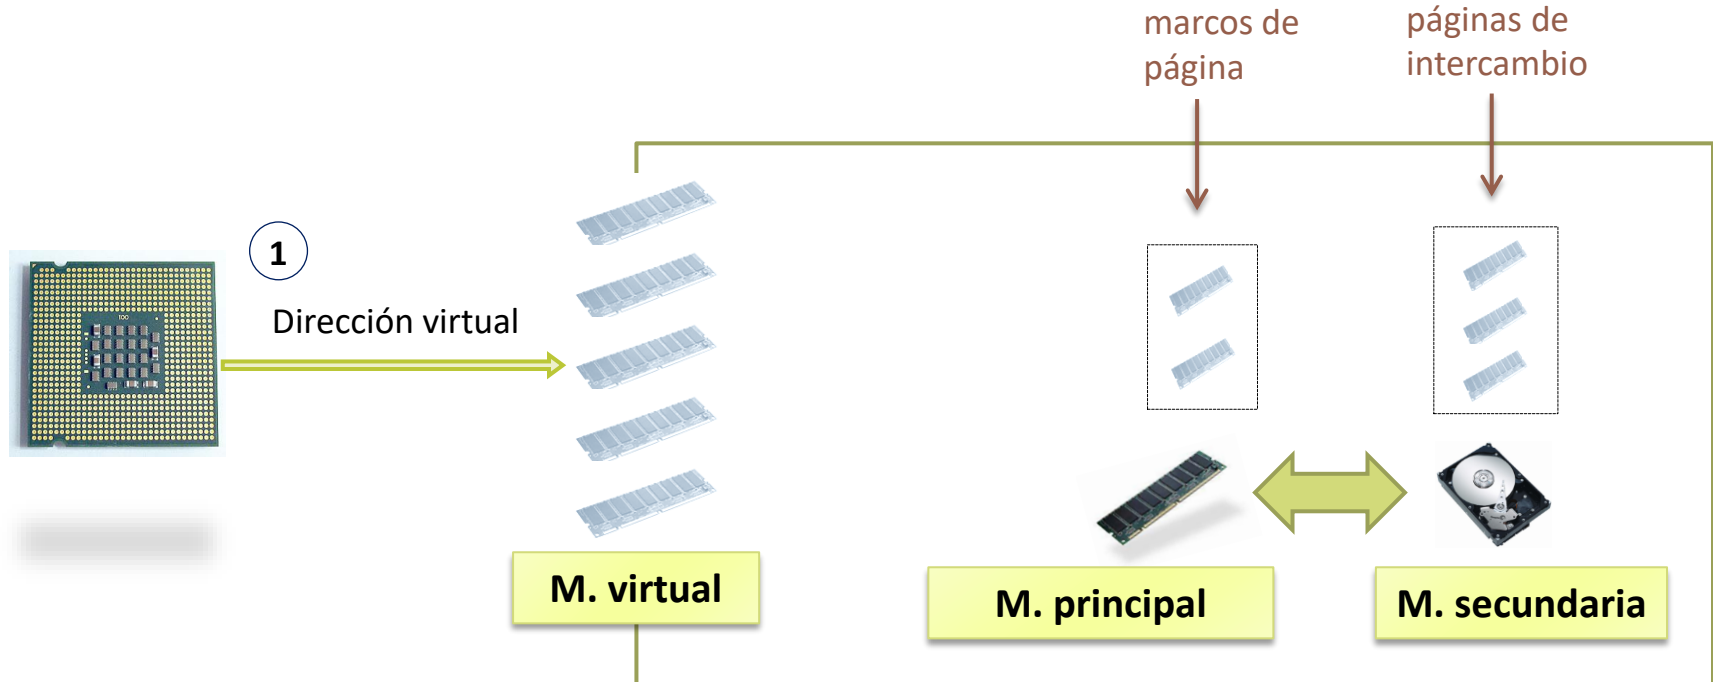 marcos de
página
páginas de
intercambio
1
Dirección virtual
M. virtual
M. principal
M. secundaria